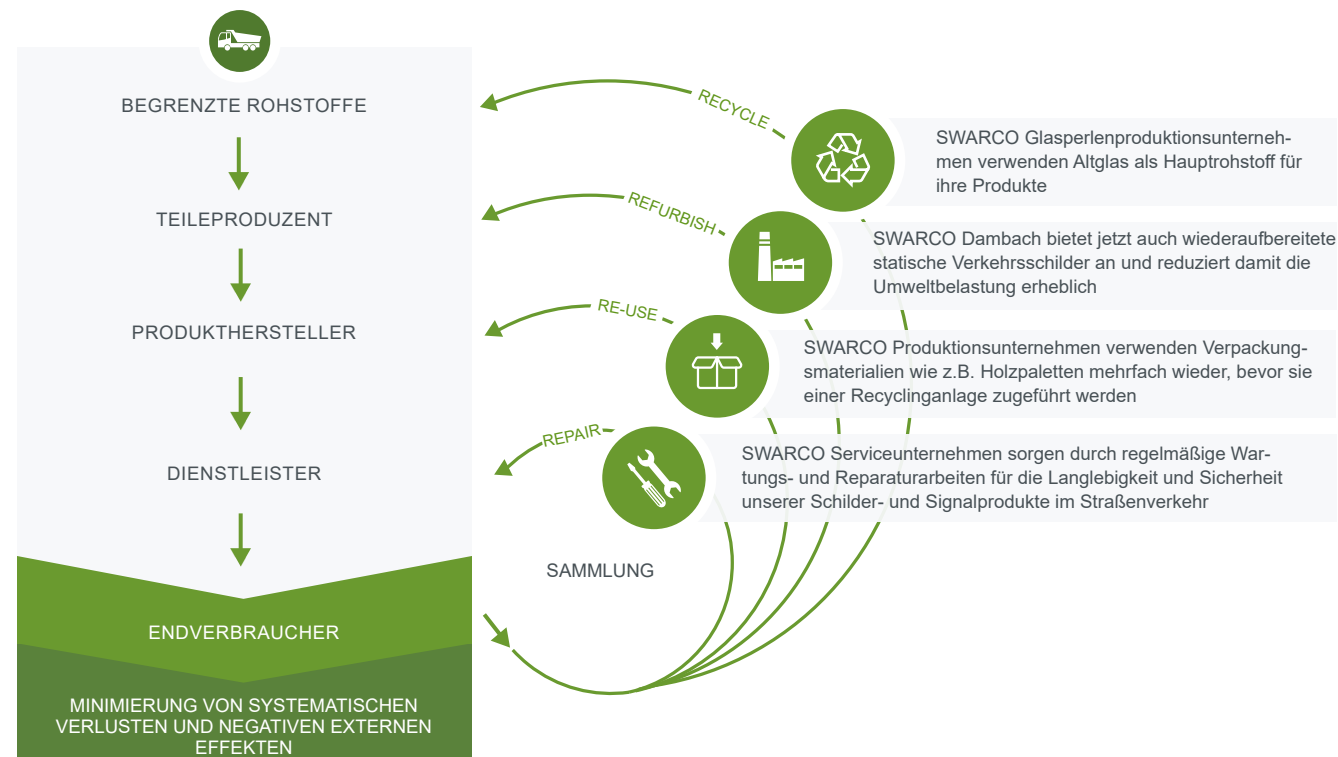 BEGRENZTE ROHSTOFFE
TEILEPRODUZENT
PRODUKTHERSTELLER
DIENSTLEISTER
ENDVERBRAUCHER
MINIMIERUNG VON SYSTEMATISCHEN
VERLUSTEN UND NEGATIVEN EXTERNEN
EFFEKTEN
RECYCLE
SWARCO Glasperlenproduktionsunterneh-
men verwenden Altglas als Hauptrohstoff für
ihre Produkte
REFURBISH
SWARCO Dambach bietet jetzt auch wiederaufbereitete
statische Verkehrsschilder an und reduziert damit die
Umweltbelastung erheblich
RE-USE
SWARCO Produktionsunternehmen verwenden Verpackung-
smaterialien wie z.B. Holzpaletten mehrfach wieder, bevor sie
einer Recyclinganlage zugeführt werden
REPAIR
SWARCO Serviceunternehmen sorgen durch regelmäßige War-
tungs- und Reparaturarbeiten für die Langlebigkeit und Sicherheit
unserer Schilder- und Signalprodukte im Straßenverkehr
SAMMLUNG